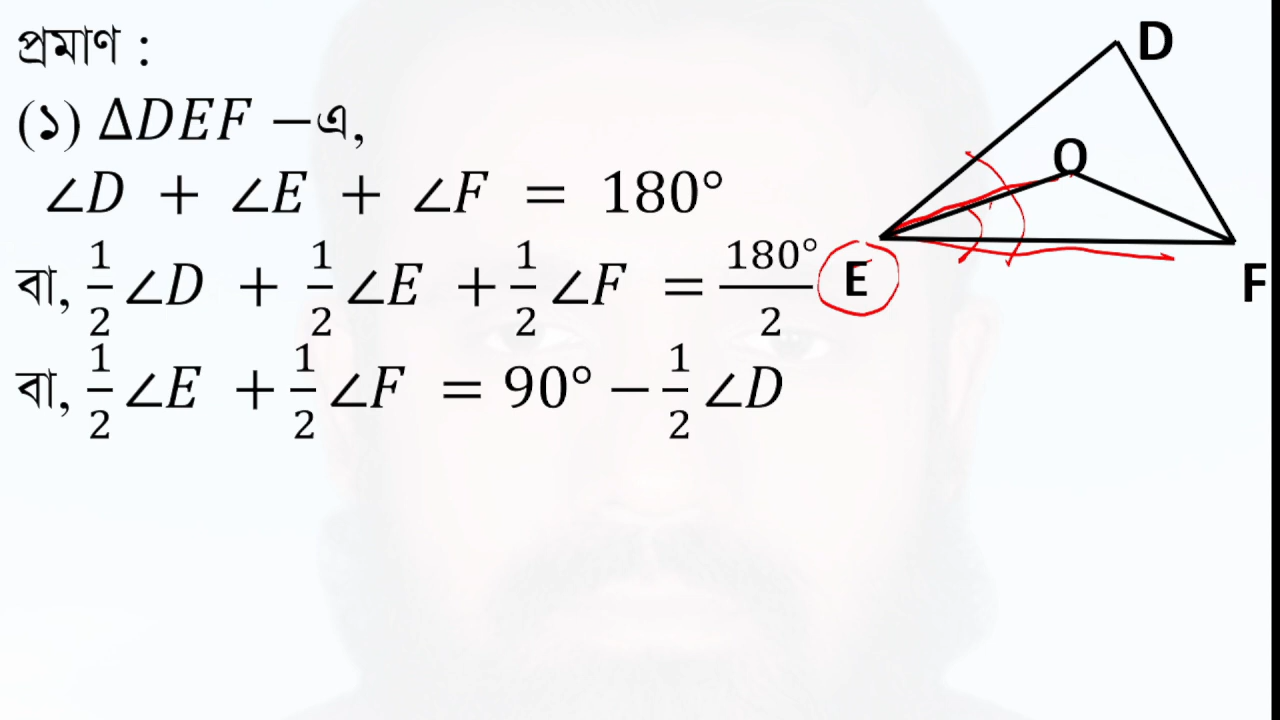 প্রমাণ :
(১) ΔDEF −এ,
∠D + ∠E + ∠F = 180°
বা, 1/2 ∠D + 1/2 ∠E + 1/2 ∠F = 180°/2
বা, 1/2 ∠E + 1/2 ∠F = 90° − 1/2 ∠D
D
O
E
F